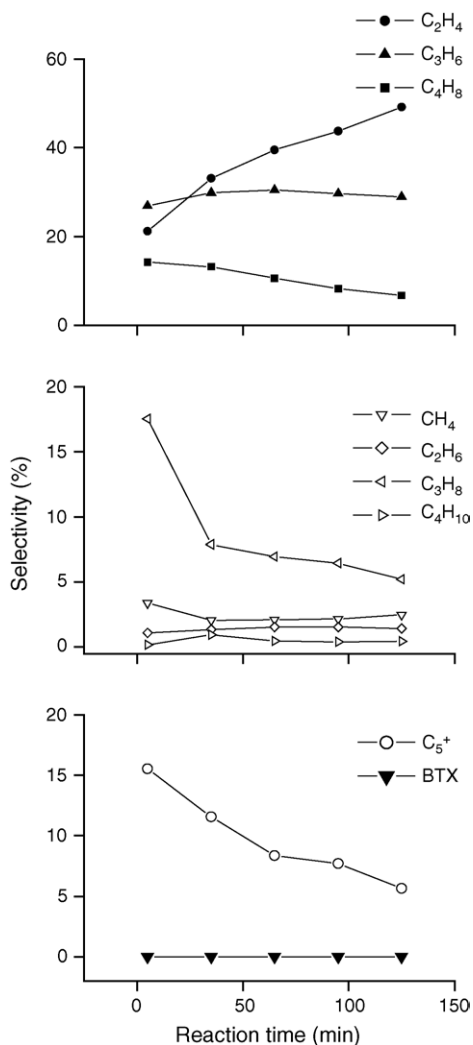 C₂H₄
C₃H₆
C₄H₈
60
40
20
0
20
15
10
5
0
CH₄
C₂H₆
C₃H₈
C₄H₁₀
Selectivity (%)
20
15
10
5
0
C₅⁺
BTX
0
50
100
150
Reaction time (min)